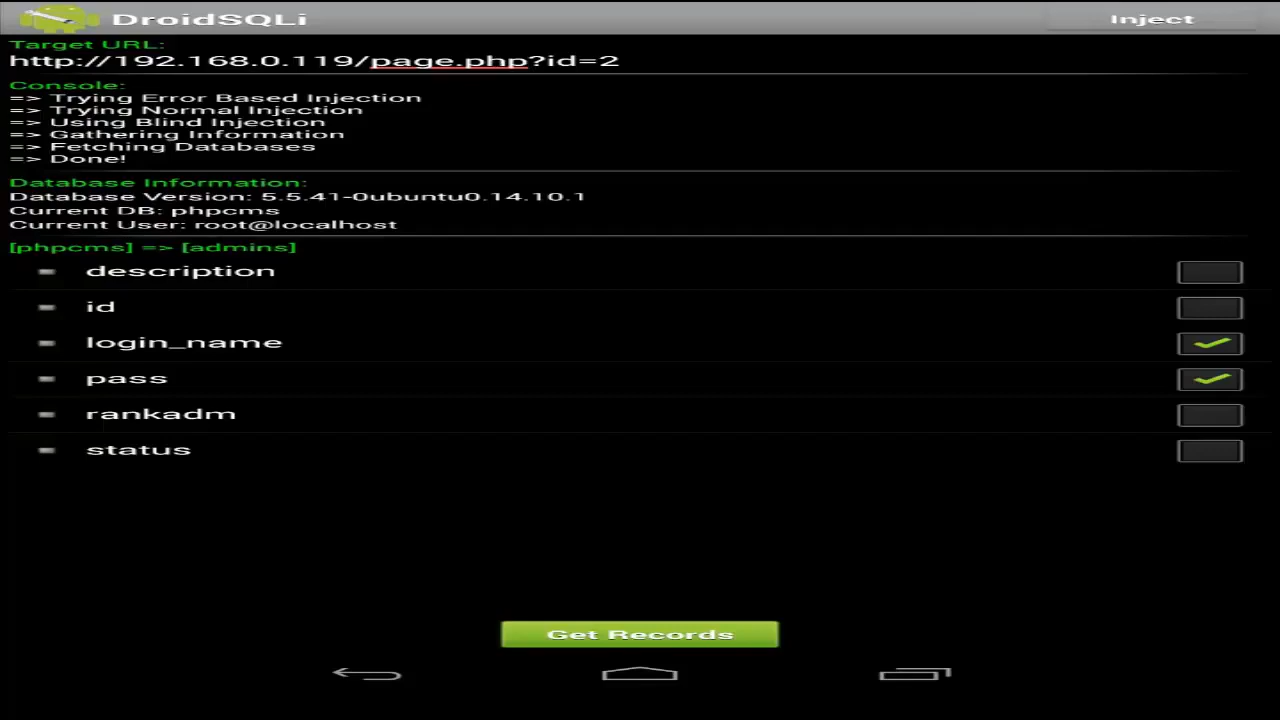 DroidSQLi
Inject
Target URL:
http://192.168.0.119/page.php?id=2
Console:
=> Trying Error Based Injection
=> Trying Normal Injection
=> Using Blind Injection
=> Gathering Information
=> Fetching Databases
=> Done!
Database Information:
Database Version: 5.5.41-0ubuntu0.14.10.1
Current DB: phpcms
Current User: root@localhost
[phpcms] => [admins]
description
id
login_name
pass
rankadm
status
Get Records